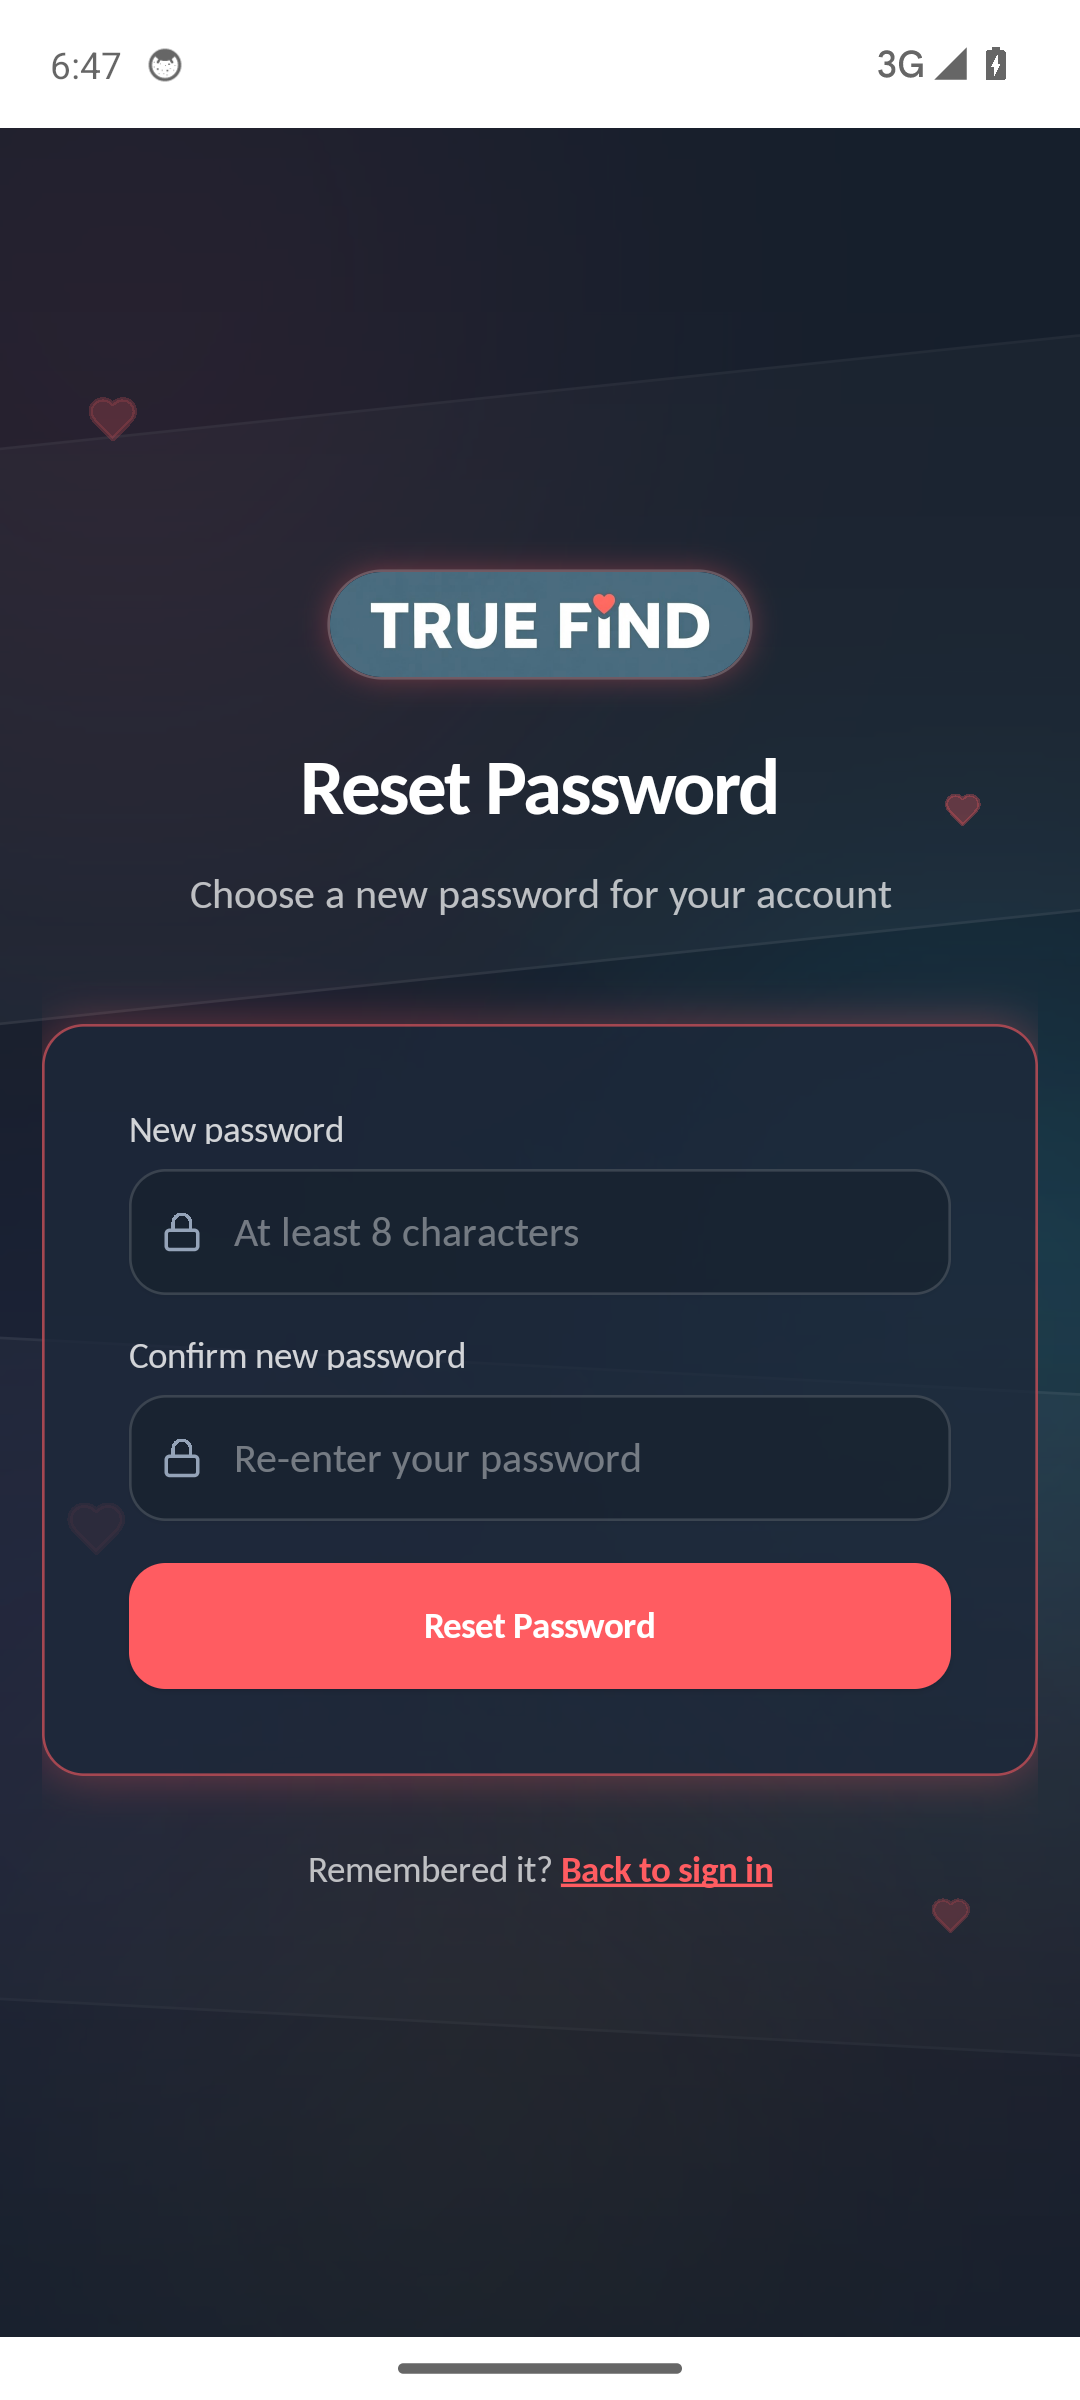 6:47
3G
TRUE FiND
Reset Password
Choose a new password for your account
New password
At least 8 characters
Confirm new password
Re-enter your password
Reset Password
Remembered it? Back to sign in